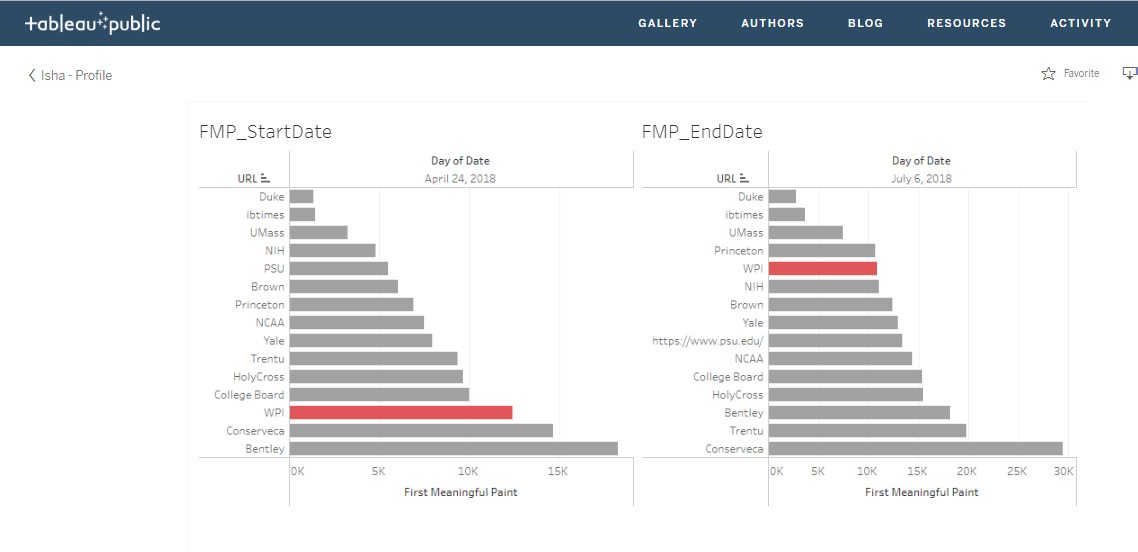 tableau public GALLERY AUTHORS BLOG RESOURCES ACTIVITY
Isha - Profile Favorite
FMP_StartDate
Day of Date
URL April 24, 2018
Duke
ibtimes
UMass
NIH
PSU
Brown
Princeton
NCAA
Yale
Trentu
HolyCross
College Board
WPI
Conserveca
Bentley
0K 5K 10K 15K
First Meaningful Paint
FMP_EndDate
Day of Date
URL July 6, 2018
Duke
ibtimes
UMass
Princeton
WPI
NIH
Brown
Yale
https://www.psu.edu/
NCAA
College Board
HolyCross
Bentley
Trentu
Conserveca
0K 5K 10K 15K 20K 25K 30K
First Meaningful Paint